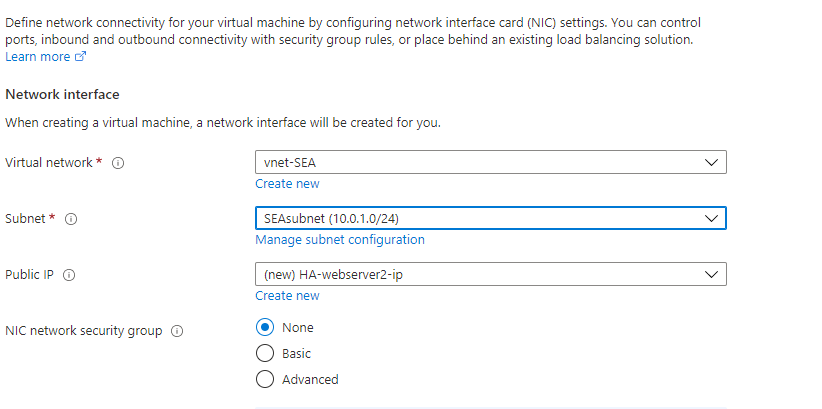 Define network connectivity for your virtual machine by configuring network interface card (NIC) settings. You can control
ports, inbound and outbound connectivity with security group rules, or place behind an existing load balancing solution.
Learn more
Network interface
When creating a virtual machine, a network interface will be created for you.
Virtual network *
vnet-SEA
Create new
Subnet *
SEAsubnet (10.0.1.0/24)
Manage subnet configuration
Public IP
(new) HA-webserver2-ip
Create new
NIC network security group
None
Basic
Advanced